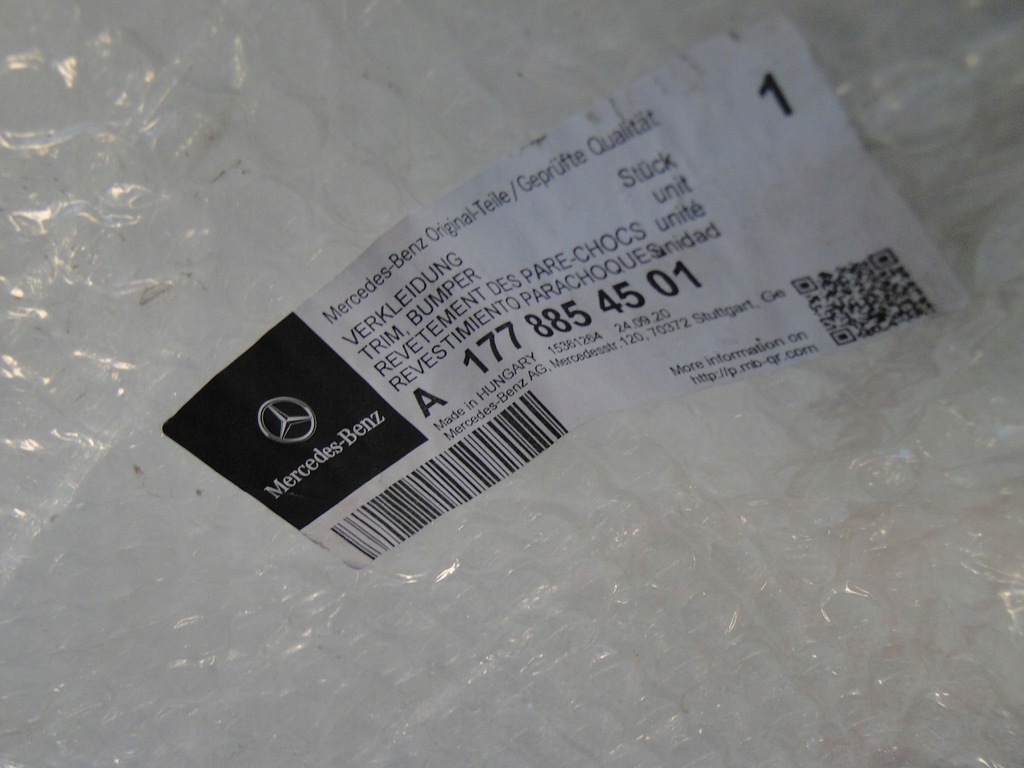 Mercedes-Benz Original-Teile/Geprüfte Qualität
VERKLEIDUNG
TRIM, BUMPER
REVETEMENT DES PARE-CHOCS
REVESTIMIENTO PARACHOQUES
Stück
unit
unité
unidad
1
A 177 885 45 01
Made in HUNGARY 15361264 24.09.20
Mercedes-Benz AG, Mercedesstr. 120, 70372 Stuttgart, Ge
More information on
http://p.mb-qr.com
Mercedes-Benz